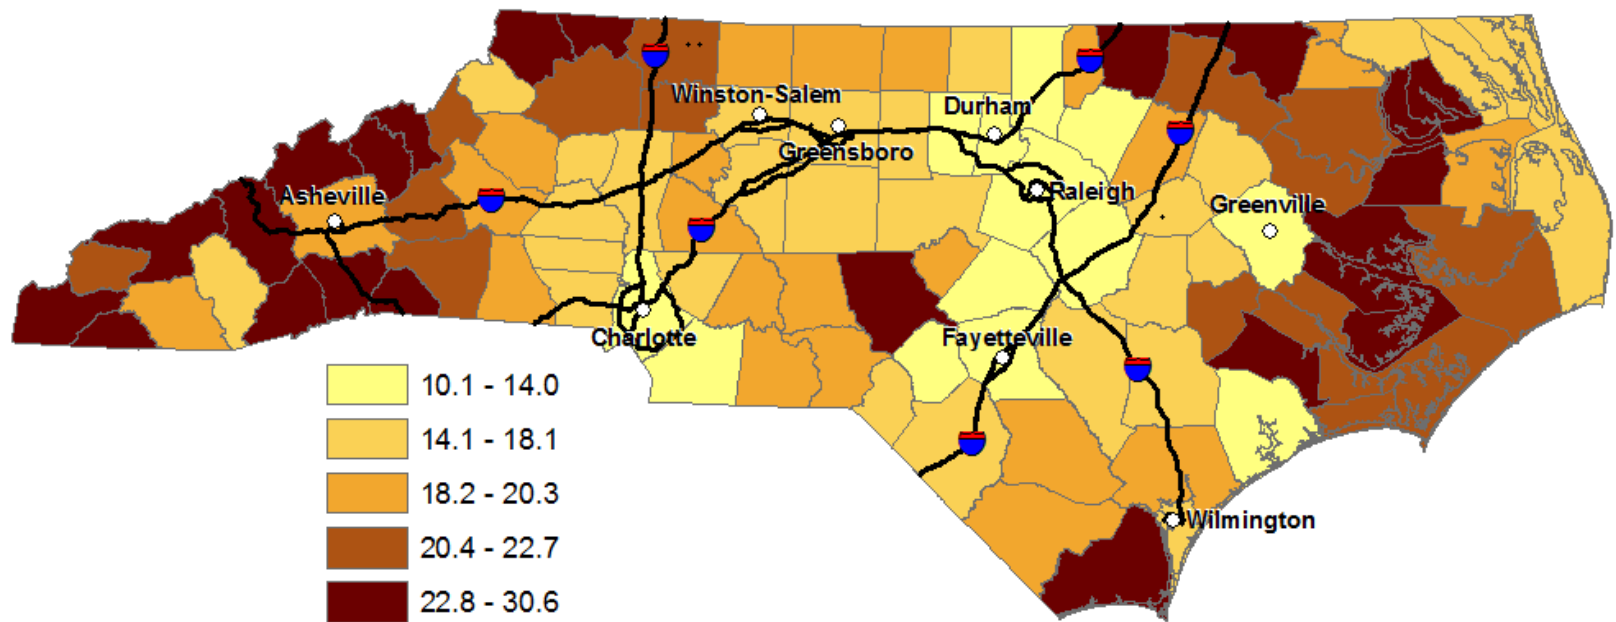 Winston-Salem
Durham
Greensboro
Asheville
Raleigh
Greenville
Charlotte
Fayetteville
Wilmington
10.1 - 14.0
14.1 - 18.1
18.2 - 20.3
20.4 - 22.7
22.8 - 30.6